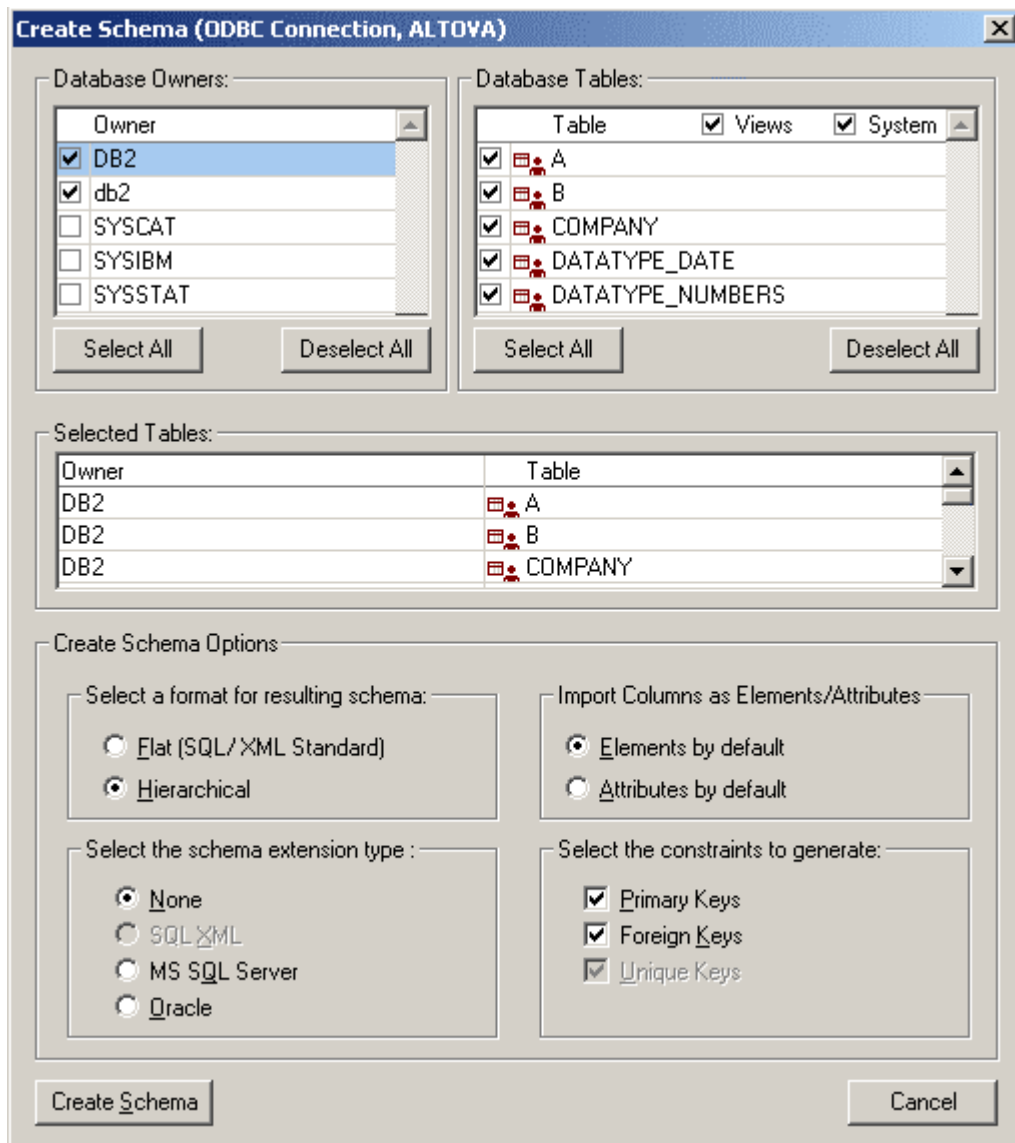 Create Schema (ODBC Connection, ALTOVA)
Database Owners:
Owner
DB2
db2
SYSCAT
SYSIBM
SYSSTAT
Select All
Deselect All
Database Tables:
Table Views System
A
B
COMPANY
DATATYPE_DATE
DATATYPE_NUMBERS
Select All
Deselect All
Selected Tables:
Owner Table
DB2 A
DB2 B
DB2 COMPANY
Create Schema Options
Select a format for resulting schema:
Flat (SQL/ XML Standard)
Hierarchical
Import Columns as Elements/Attributes
Elements by default
Attributes by default
Select the schema extension type :
None
SQL XML
MS SQL Server
Oracle
Select the constraints to generate:
Primary Keys
Foreign Keys
Unique Keys
Create Schema
Cancel